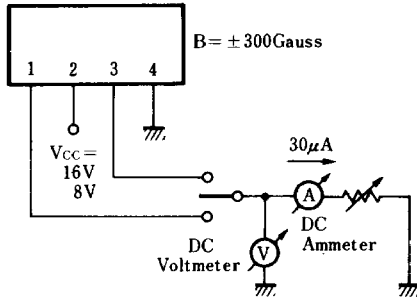 B= ±300Gauss
1 2 3 4
VCC=
16V
8V
30μA
A
DC
Ammeter
DC
Voltmeter
V